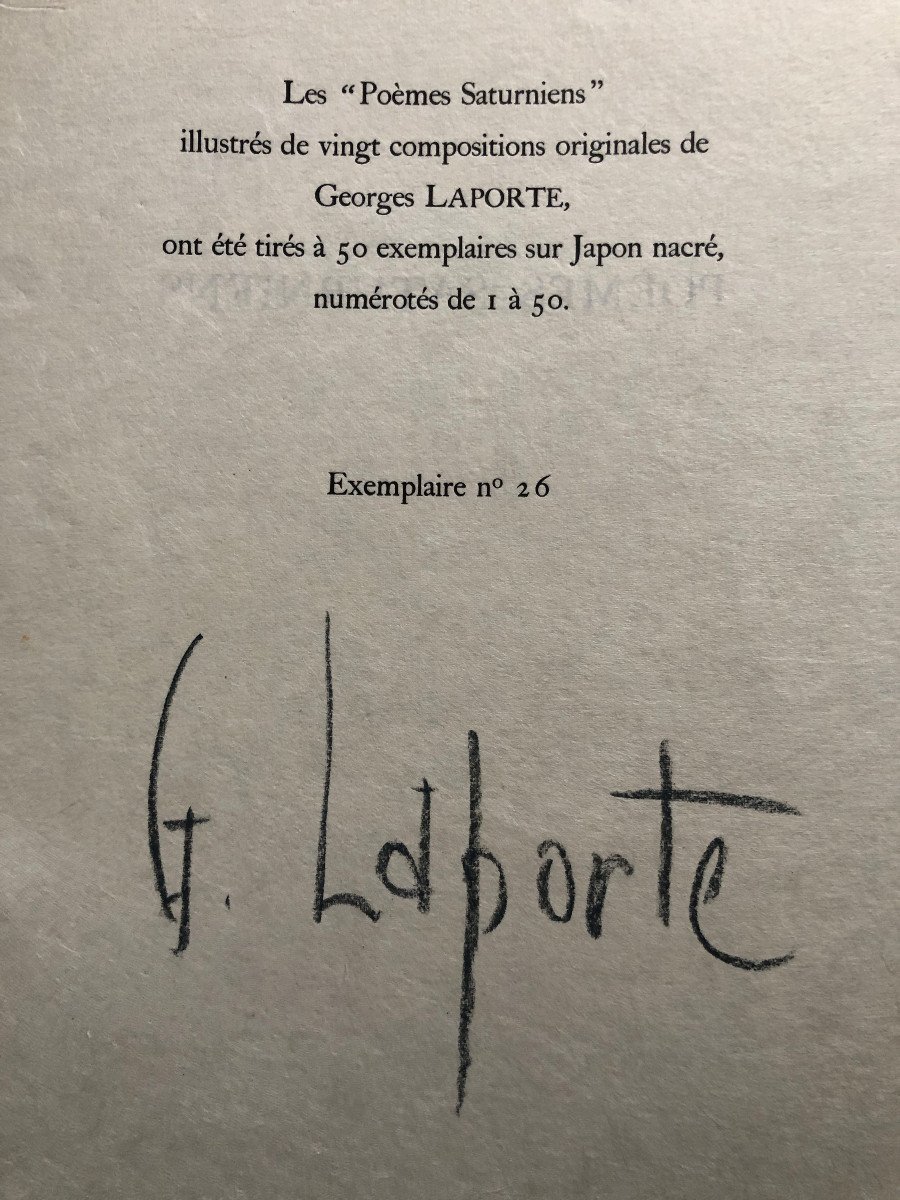 Les “Poèmes Saturniens”
illustrés de vingt compositions originales de
Georges LAPORTE,
ont été tirés à 50 exemplaires sur Japon nacré,
numérotés de 1 à 50.
Exemplaire nº 26
G. Laporte